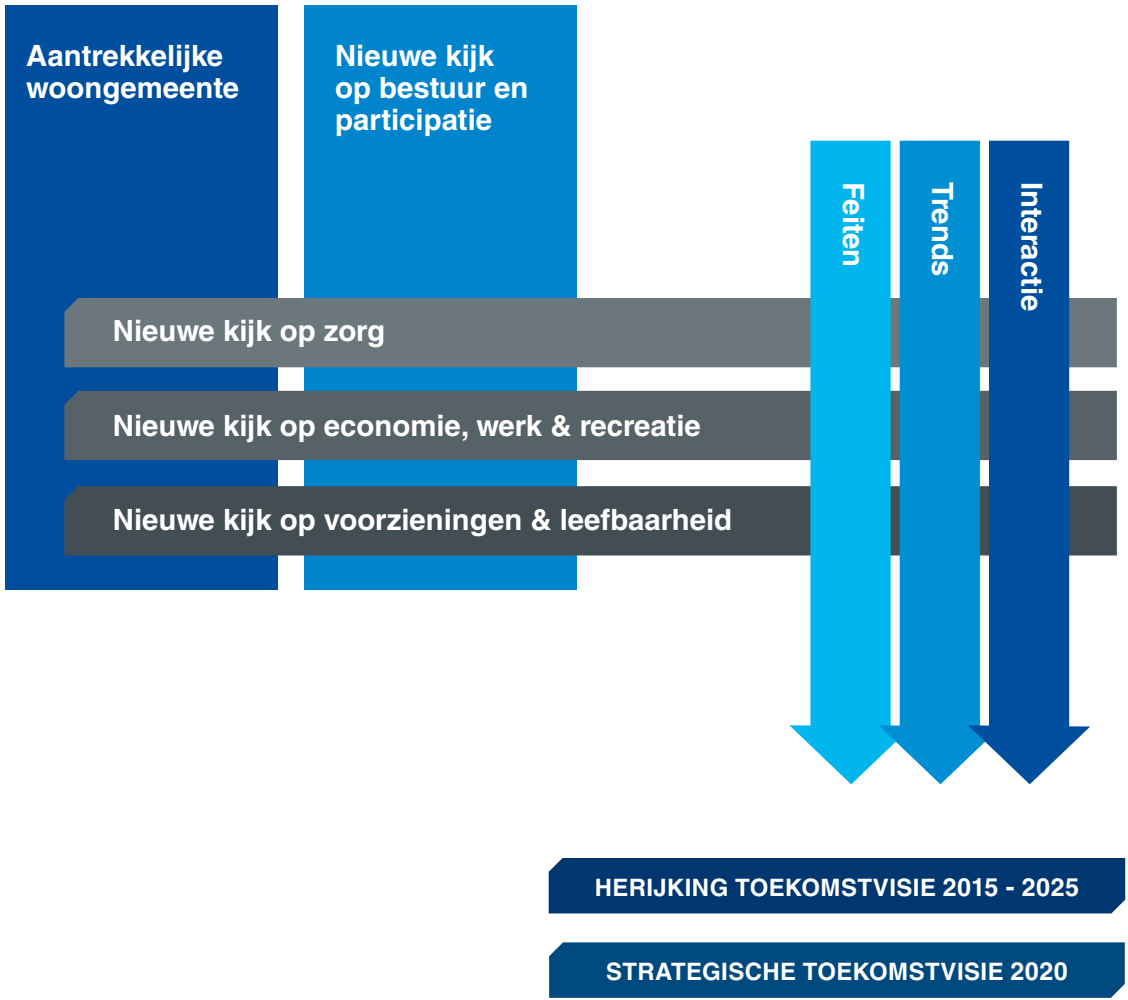 Aantrekkelijke
woongemeente
Nieuwe kijk
op bestuur en
participatie
Feiten
Trends
Interactie
Nieuwe kijk op zorg
Nieuwe kijk op economie, werk & recreatie
Nieuwe kijk op voorzieningen & leefbaarheid
HERIJKING TOEKOMSTVISIE 2015 - 2025
STRATEGISCHE TOEKOMSTVISIE 2020